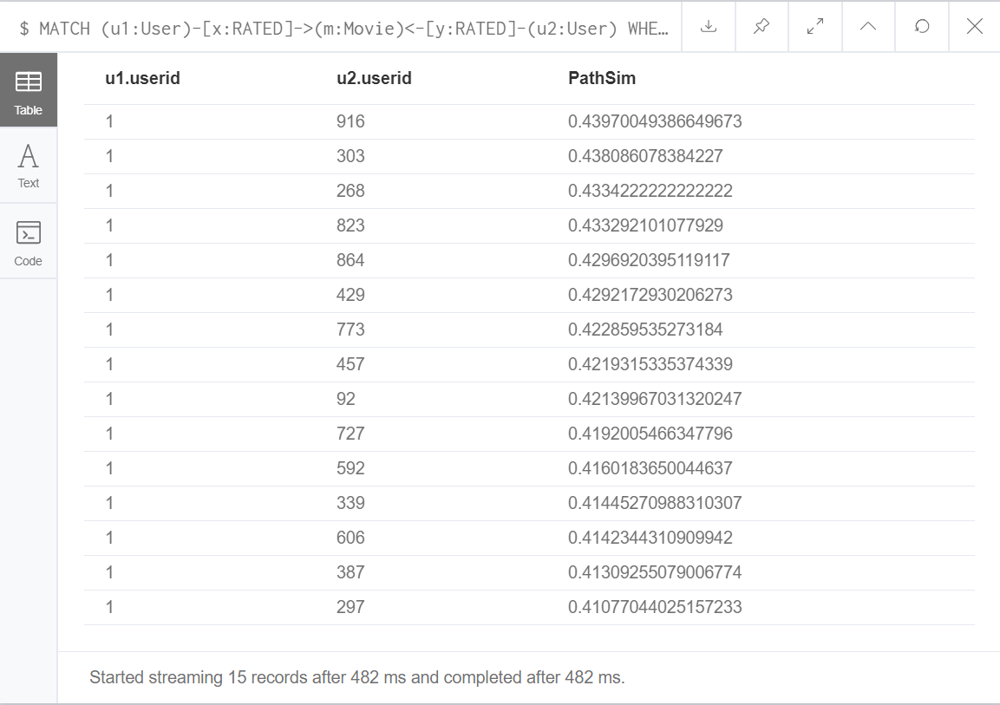 $ MATCH (u1:User)-[x:RATED]->(m:Movie)<-[y:RATED]-(u2:User) WHE…
Table
Text
Code
u1.userid u2.userid PathSim
1 916 0.43970049386649673
1 303 0.438086078384227
1 268 0.4334222222222222
1 823 0.433292101077929
1 864 0.4296920395119117
1 429 0.4292172930206273
1 773 0.422859535273184
1 457 0.4219315335374339
1 92 0.42139967031320247
1 727 0.4192005466347796
1 592 0.4160183650044637
1 339 0.41445270988310307
1 606 0.4142344310909942
1 387 0.41309255079006774
1 297 0.41077044025157233
Started streaming 15 records after 482 ms and completed after 482 ms.